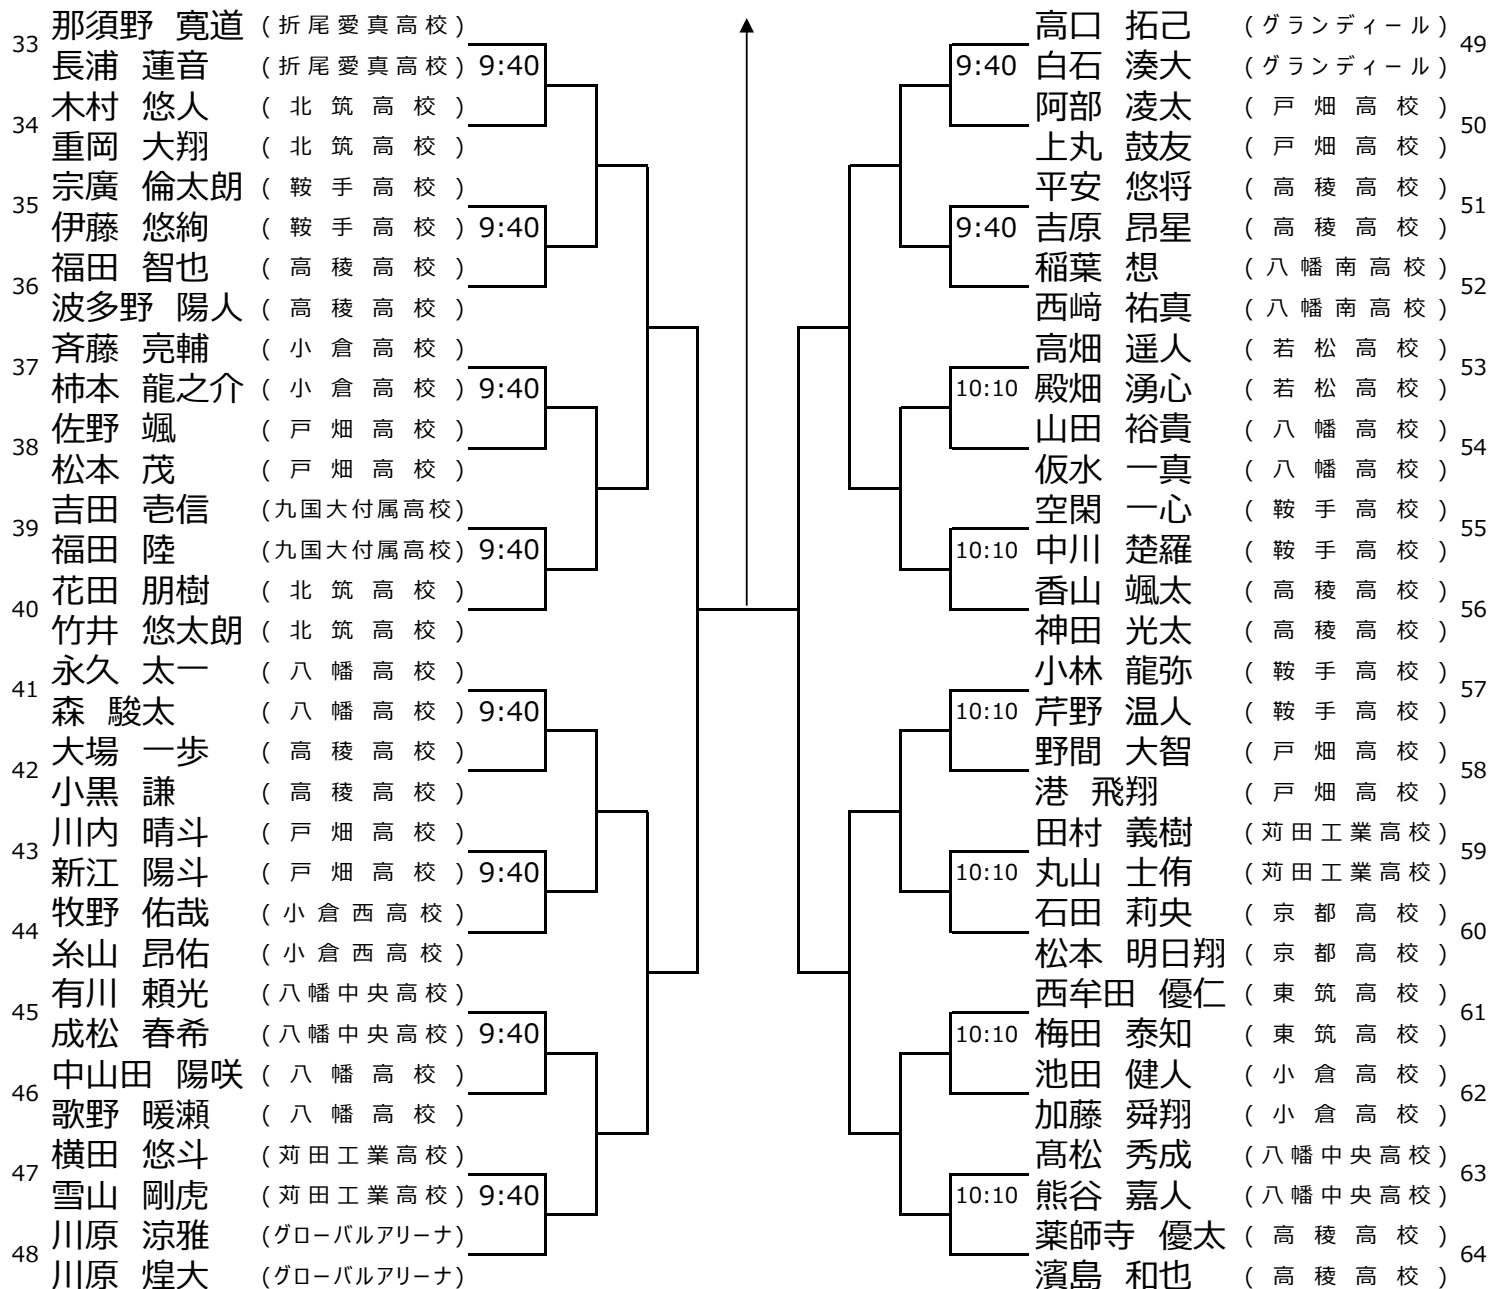 33 那須野 寛道 (折尾愛真高校)
長浦 蓮音 (折尾愛真高校) 9:40
34 木村 悠人 (北筑高校)
重岡 大翔 (北筑高校)
35 宗廣 倫太朗 (鞍手高校)
伊藤 悠絢 (鞍手高校) 9:40
36 福田 智也 (高稜高校)
波多野 陽人 (高稜高校)
37 斉藤 亮輔 (小倉高校)
柿本 龍之介 (小倉高校) 9:40
38 佐野 颯 (戸畑高校)
松本 茂 (戸畑高校)
39 吉田 壱信 (九国大付属高校)
福田 陸 (九国大付属高校) 9:40
40 花田 朋樹 (北筑高校)
竹井 悠太朗 (北筑高校)
41 永久 太一 (八幡高校)
森 駿太 (八幡高校) 9:40
42 大場 一歩 (高稜高校)
小黒 謙 (高稜高校)
43 川内 晴斗 (戸畑高校)
新江 陽斗 (戸畑高校) 9:40
44 牧野 佑哉 (小倉西高校)
糸山 昂佑 (小倉西高校)
45 有川 頼光 (八幡中央高校)
成松 春希 (八幡中央高校) 9:40
46 中山田 陽咲 (八幡高校)
歌野 暖瀬 (八幡高校)
47 横田 悠斗 (苅田工業高校)
雪山 剛虎 (苅田工業高校) 9:40
48 川原 涼雅 (グローバルアリーナ)
川原 煌大 (グローバルアリーナ)
高口 拓己 (グランディール) 49
9:40 白石 湊大 (グランディール)
阿部 凌太 (戸畑高校) 50
上丸 鼓友 (戸畑高校)
平安 悠将 (高稜高校) 51
9:40 吉原 昂星 (高稜高校)
稲葉 想 (八幡南高校) 52
西﨑 祐真 (八幡南高校)
高畑 遥人 (若松高校) 53
10:10 殿畑 湧心 (若松高校)
山田 裕貴 (八幡高校) 54
仮水 一真 (八幡高校)
空閑 一心 (鞍手高校) 55
10:10 中川 楚羅 (鞍手高校)
香山 颯太 (高稜高校) 56
神田 光太 (高稜高校)
小林 龍弥 (鞍手高校) 57
10:10 芹野 温人 (鞍手高校)
野間 大智 (戸畑高校) 58
港 飛翔 (戸畑高校)
田村 義樹 (苅田工業高校) 59
10:10 丸山 士侑 (苅田工業高校)
石田 莉央 (京都高校) 60
松本 明日翔 (京都高校)
西牟田 優仁 (東筑高校) 61
10:10 梅田 泰知 (東筑高校)
池田 健人 (小倉高校) 62
加藤 舜翔 (小倉高校)
髙松 秀成 (八幡中央高校) 63
10:10 熊谷 嘉人 (八幡中央高校)
薬師寺 優太 (高稜高校) 64
濱島 和也 (高稜高校)